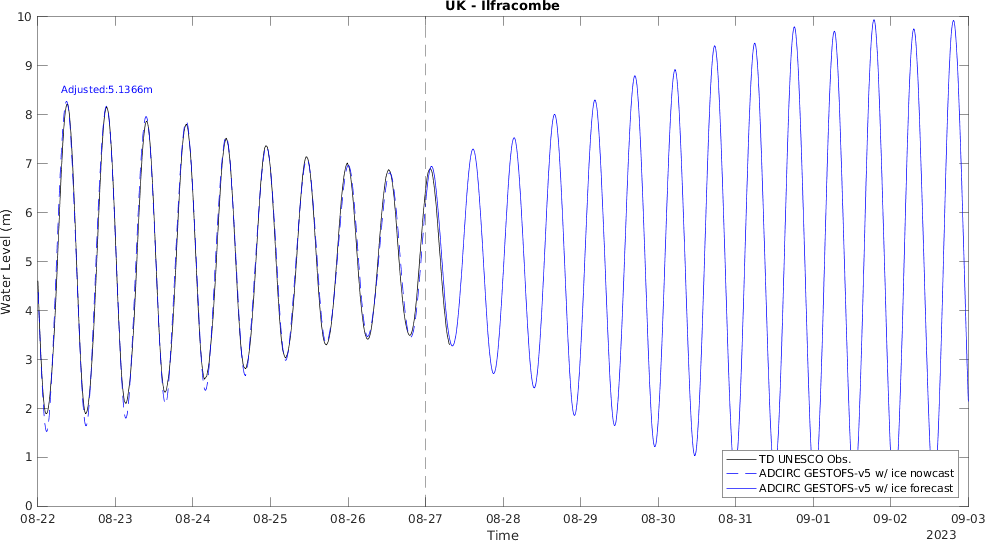 UK - Ilfracombe
10
9
Adjusted:5.1366m
8
7
6
5
4
3
2
1
0
Water Level (m)
TD UNESCO Obs.
ADCIRC GESTOFS-v5 w/ ice nowcast
ADCIRC GESTOFS-v5 w/ ice forecast
08-22 08-23 08-24 08-25 08-26 08-27 08-28 08-29 08-30 08-31 09-01 09-02 09-03
Time
2023